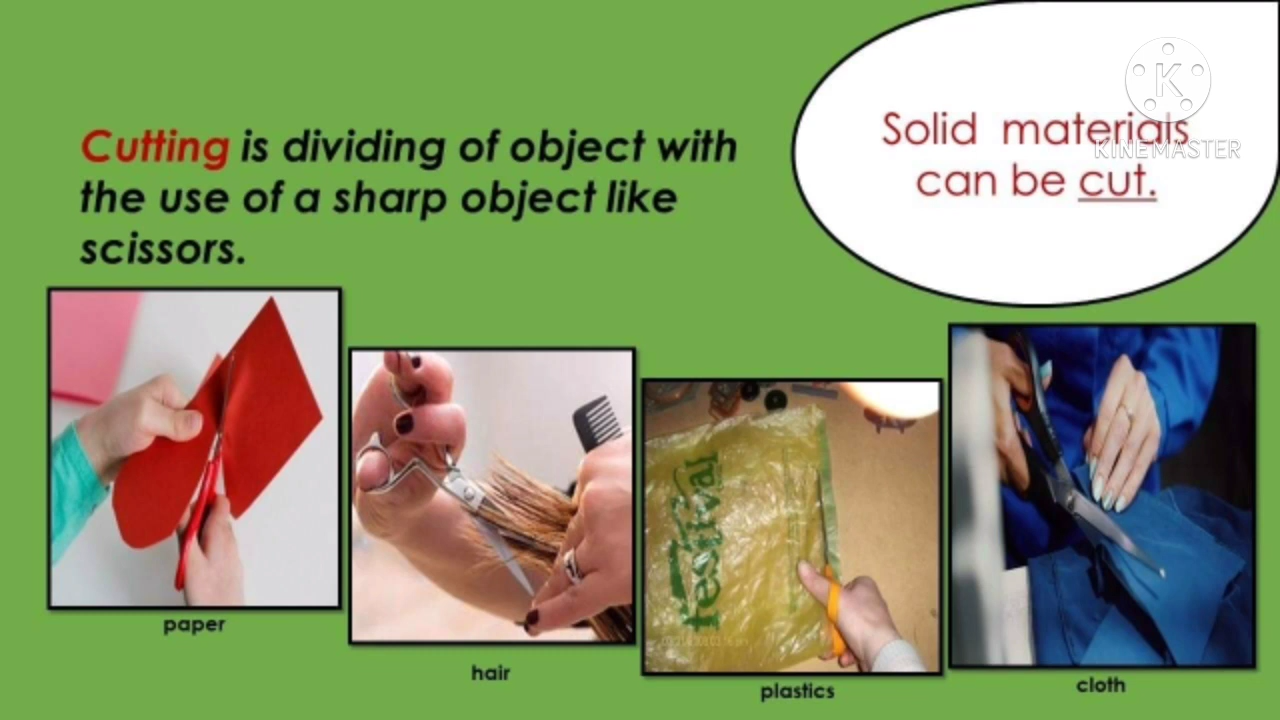 Cutting is dividing of object with
the use of a sharp object like
scissors.
Solid materials
can be cut.
KINEMASTER
festival
paper
hair
plastics
cloth